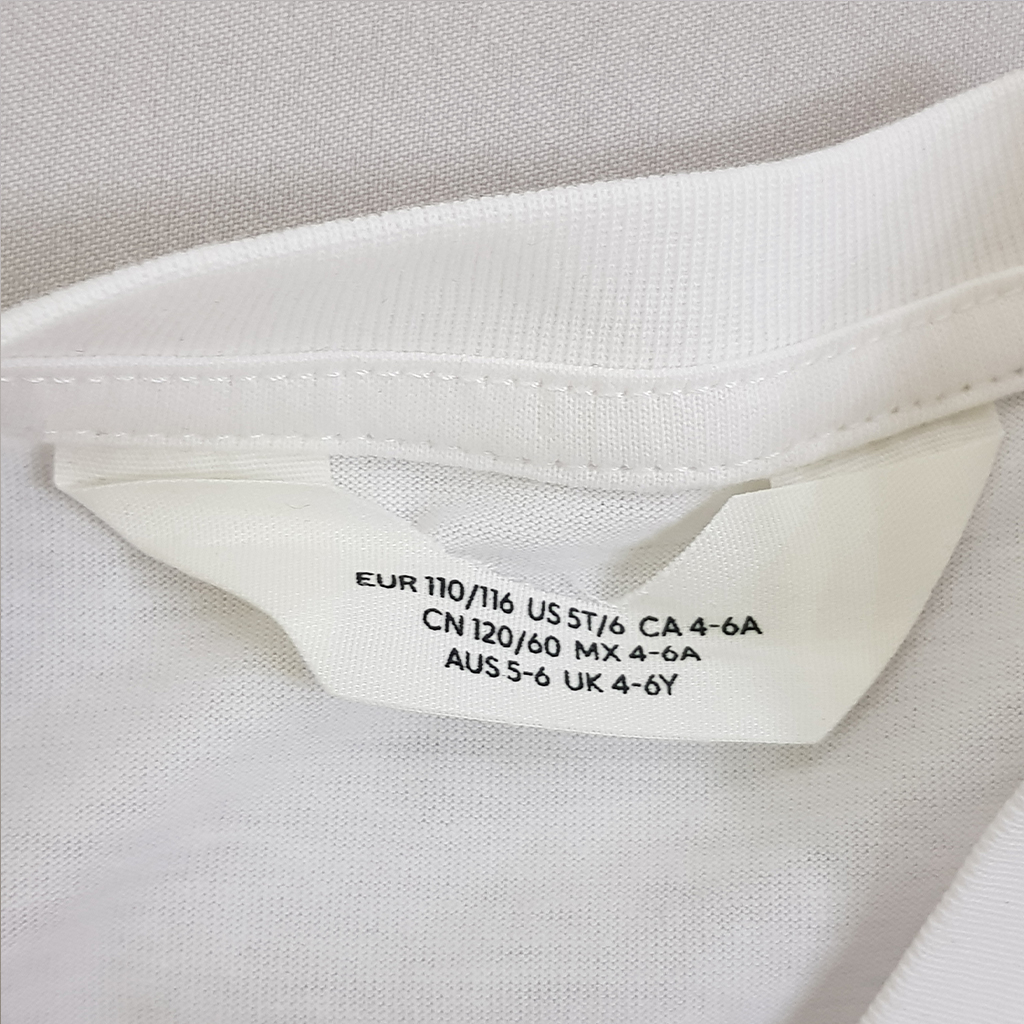 EUR 110/116 US 5T/6 CA 4-6A
CN 120/60 MX 4-6A
AUS 5-6 UK 4-6Y